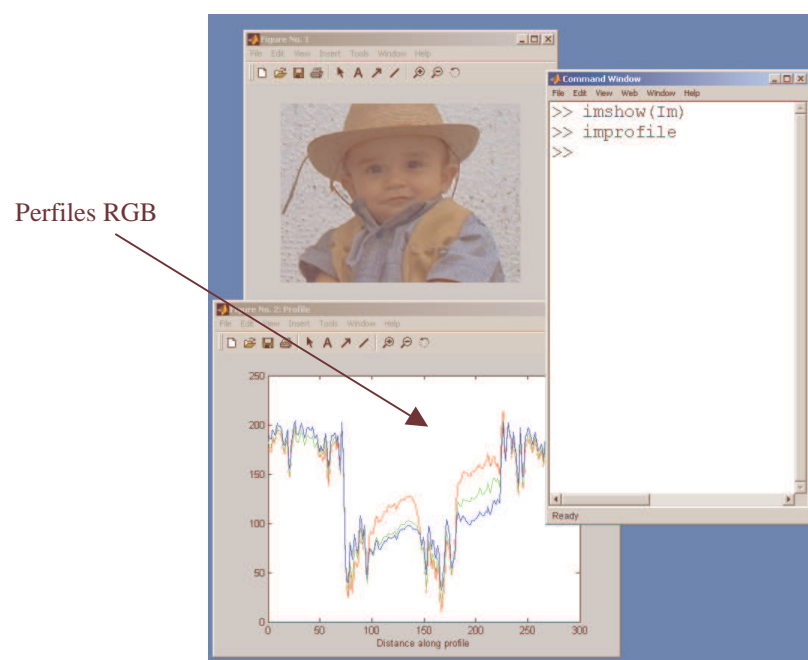 Figure No. 1
File Edit View Insert Tools Window Help
Command Window
File Edit View Web Window Help
>> imshow(Im)
>> improfile
>>
Ready
Perfiles RGB
Figure No. 2: Profile
File Edit View Insert Tools Window Help
250
200
150
100
50
0
0 50 100 150 200 250 300
Distance along profile